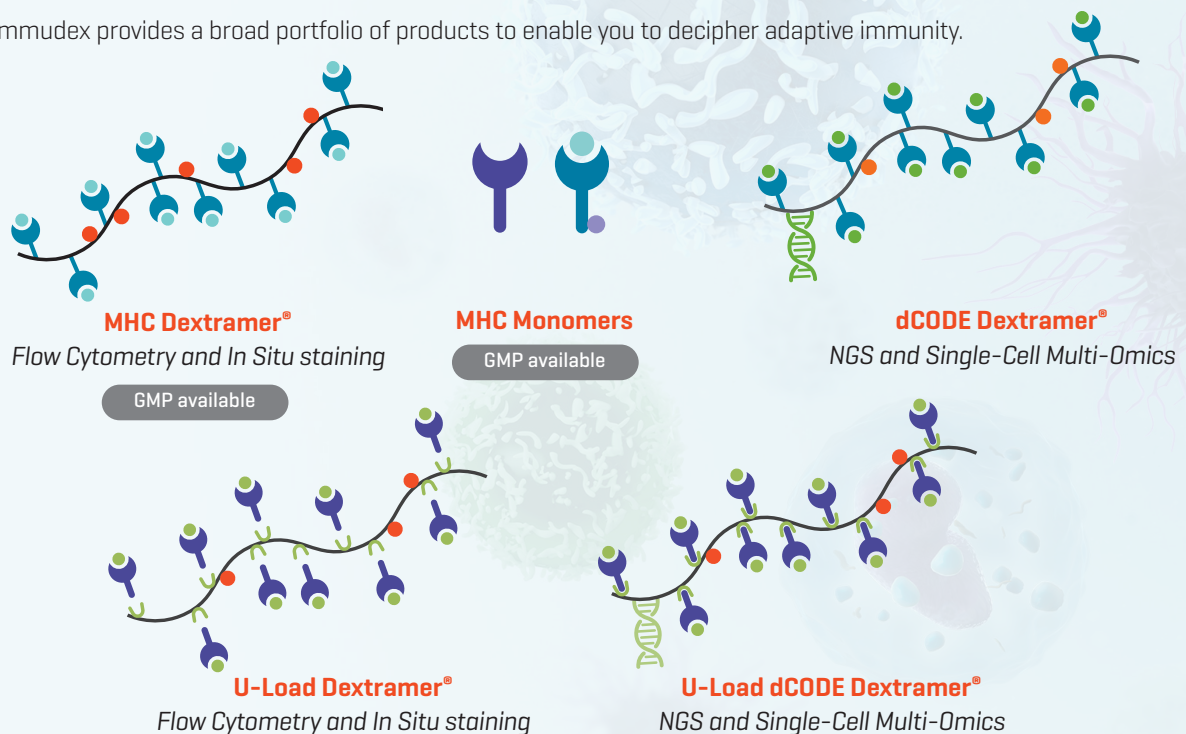 mmudex provides a broad portfolio of products to enable you to decipher adaptive immunity.
MHC Dextramer®
Flow Cytometry and In Situ staining
GMP available
MHC Monomers
GMP available
dCODE Dextramer®
NGS and Single-Cell Multi-Omics
U-Load Dextramer®
Flow Cytometry and In Situ staining
U-Load dCODE Dextramer®
NGS and Single-Cell Multi-Omics